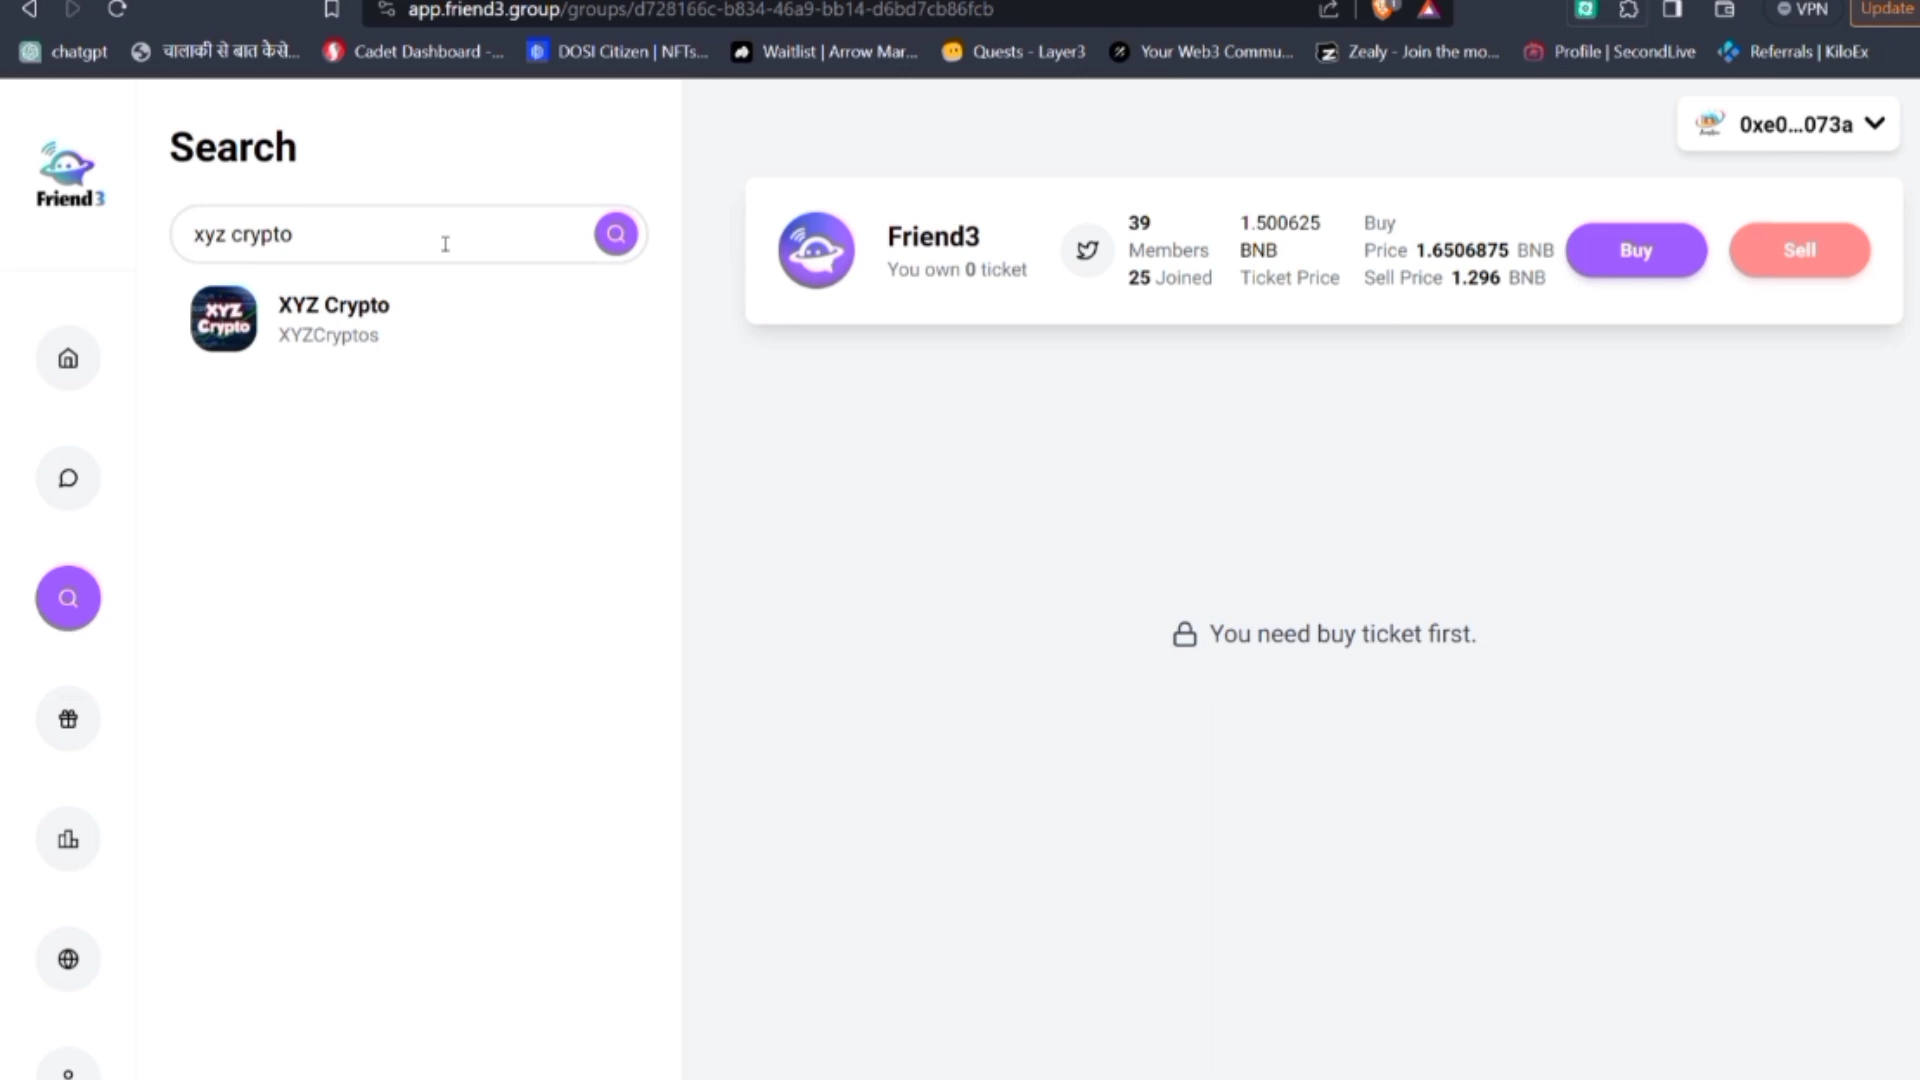 app.friend3.group/groups/d728166c-b834-46a9-bb14-d6bd7cb86fcb
1
VPN
Update
chatgpt
चालाकी से बात कैसे...
Cadet Dashboard -...
DOSI Citizen | NFTs...
Waitlist | Arrow Mar...
Quests - Layer3
Your Web3 Commu...
Zealy - Join the mo...
Profile | SecondLive
Referrals | KiloEx
Friend3
Search
xyz crypto
XYZ
Crypto
XYZ Crypto
XYZCryptos
0xe0...073a
Friend3
You own 0 ticket
39
Members
25 Joined
1.500625
BNB
Ticket Price
Buy
Price 1.6506875 BNB
Sell Price 1.296 BNB
Buy
Sell
You need buy ticket first.